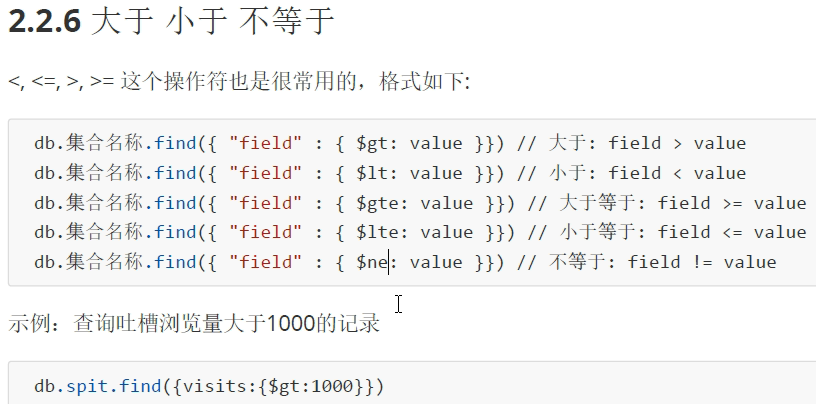 2.2.6 大于 小于 不等于
<, <=, >, >= 这个操作符也是很常用的，格式如下:
db.集合名称.find({ "field" : { $gt: value }}) // 大于: field > value
db.集合名称.find({ "field" : { $lt: value }}) // 小于: field < value
db.集合名称.find({ "field" : { $gte: value }}) // 大于等于: field >= value
db.集合名称.find({ "field" : { $lte: value }}) // 小于等于: field <= value
db.集合名称.find({ "field" : { $ne: value }}) // 不等于: field != value
示例：查询吐槽浏览量大于1000的记录
db.spit.find({visits:{$gt:1000}})